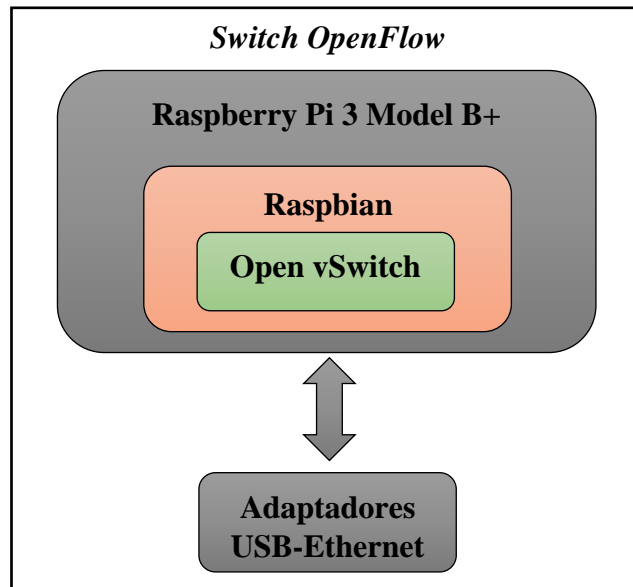 Switch OpenFlow
Raspberry Pi 3 Model B+
Raspbian
Open vSwitch
Adaptadores
USB-Ethernet